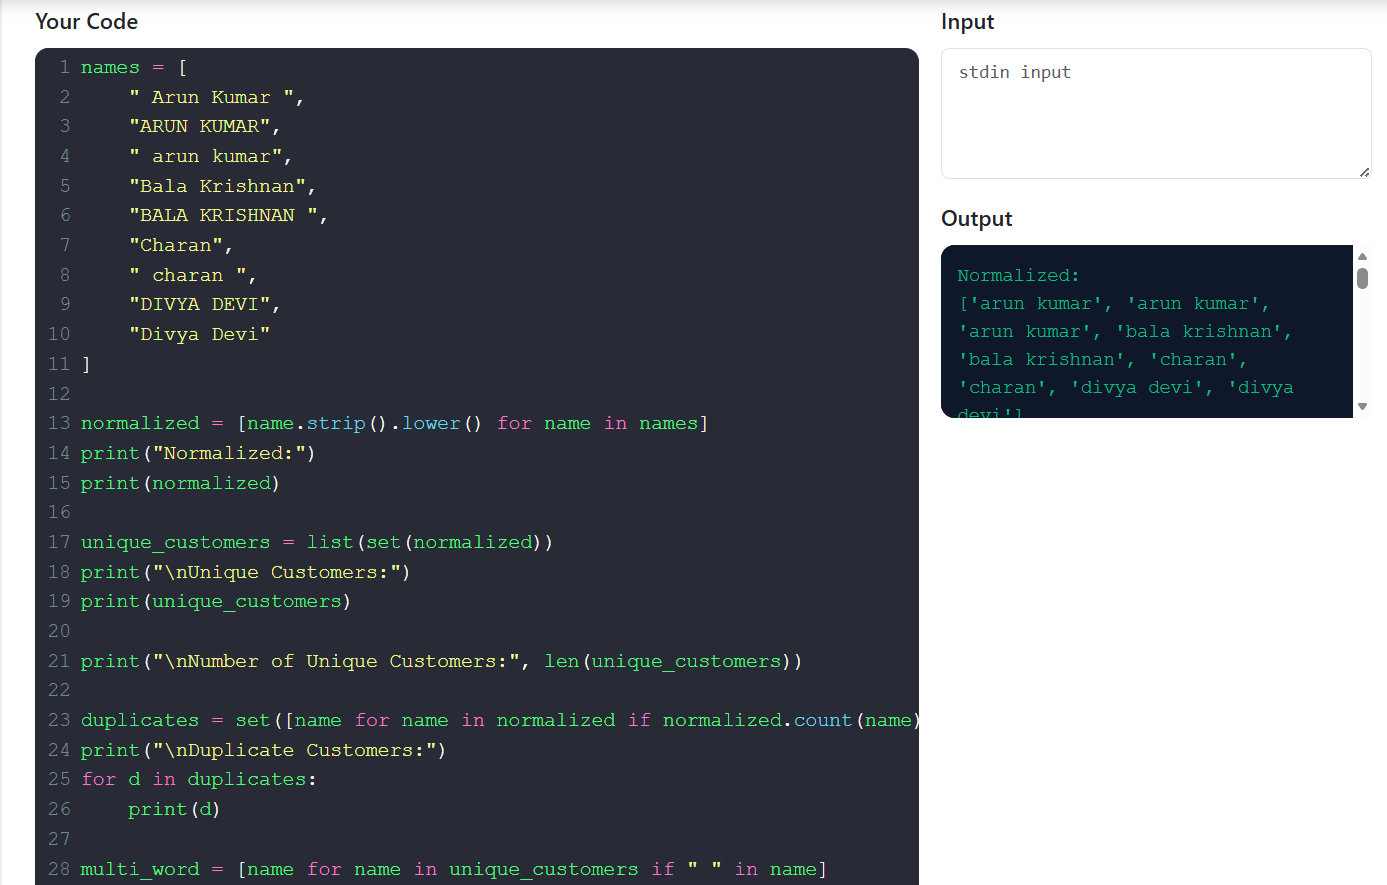 Your Code
1 names = [
2     " Arun Kumar ",
3     "ARUN KUMAR",
4     " arun kumar",
5     "Bala Krishnan",
6     "BALA KRISHNAN ",
7     "Charan",
8     " charan ",
9     "DIVYA DEVI",
10     "Divya Devi"
11 ]
12
13 normalized = [name.strip().lower() for name in names]
14 print("Normalized:")
15 print(normalized)
16
17 unique_customers = list(set(normalized))
18 print("\nUnique Customers:")
19 print(unique_customers)
20
21 print("\nNumber of Unique Customers:", len(unique_customers))
22
23 duplicates = set([name for name in normalized if normalized.count(name)
24 print("\nDuplicate Customers:")
25 for d in duplicates:
26     print(d)
27
28 multi_word = [name for name in unique_customers if " " in name]
Input
stdin input
Output
Normalized:
['arun kumar', 'arun kumar',
'arun kumar', 'bala krishnan',
'bala krishnan', 'charan',
'charan', 'divya devi', 'divya
devi']